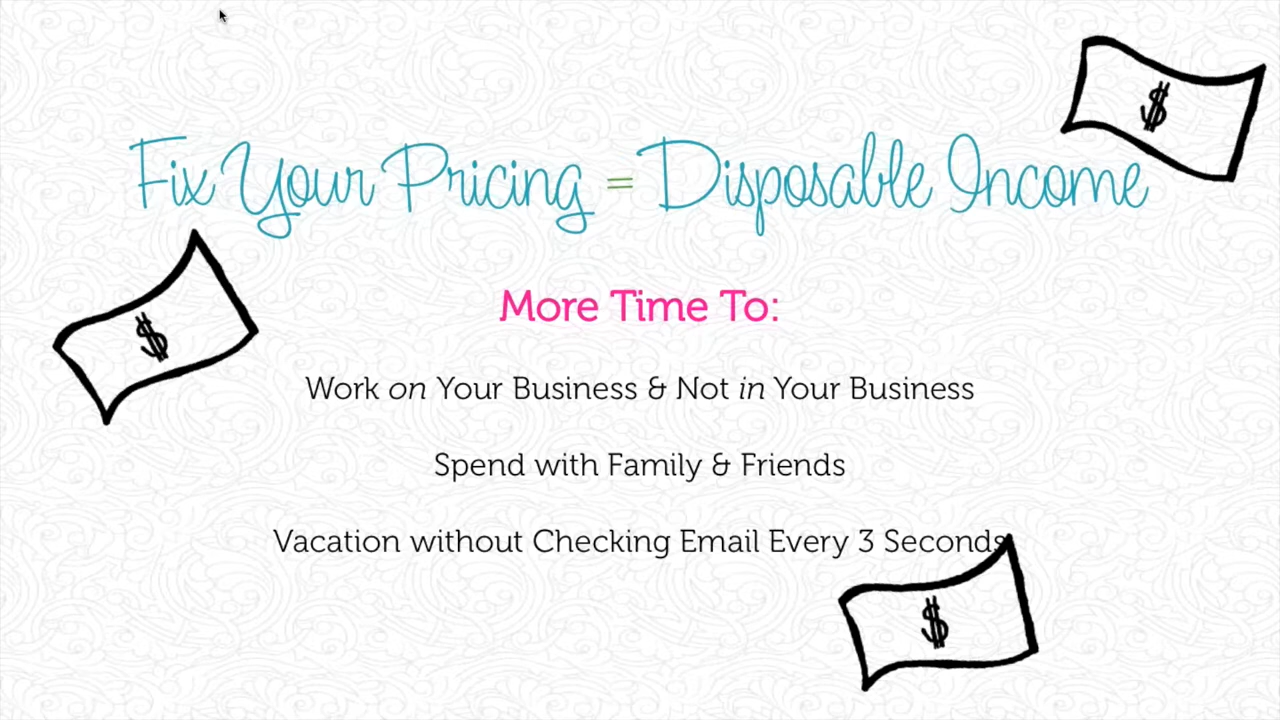 Fix Your Pricing = Disposable Income
$
$
More Time To:
Work on Your Business & Not in Your Business
Spend with Family & Friends
Vacation without Checking Email Every 3 Seconds
$